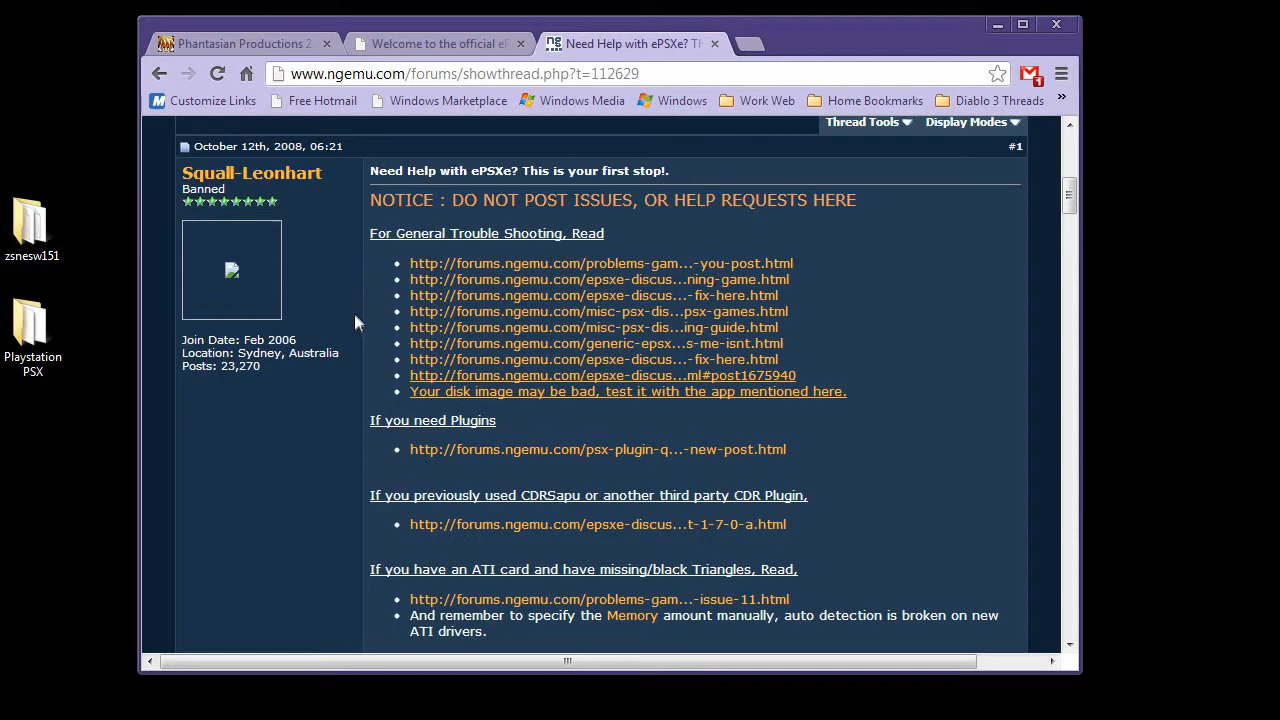 Phantasian Productions 2
Welcome to the official eP
ng Need Help with ePSXe? Th
www.ngemu.com/forums/showthread.php?t=112629
1
Customize Links Free Hotmail Windows Marketplace Windows Media Windows Work Web Home Bookmarks Diablo 3 Threads »
Thread Tools Display Modes
October 12th, 2008, 06:21 #1
Squall-Leonhart
Banned
Join Date: Feb 2006
Location: Sydney, Australia
Posts: 23,270
Need Help with ePSXe? This is your first stop!.
NOTICE : DO NOT POST ISSUES, OR HELP REQUESTS HERE
For General Trouble Shooting, Read
http://forums.ngemu.com/problems-gam...-you-post.html
http://forums.ngemu.com/epsxe-discus...ning-game.html
http://forums.ngemu.com/epsxe-discus...-fix-here.html
http://forums.ngemu.com/misc-psx-dis...psx-games.html
http://forums.ngemu.com/misc-psx-dis...ing-guide.html
http://forums.ngemu.com/generic-epsx...s-me-isnt.html
http://forums.ngemu.com/epsxe-discus...-fix-here.html
http://forums.ngemu.com/epsxe-discus...ml#post1675940
Your disk image may be bad, test it with the app mentioned here.
If you need Plugins
http://forums.ngemu.com/psx-plugin-q...-new-post.html
If you previously used CDRSapu or another third party CDR Plugin,
http://forums.ngemu.com/epsxe-discus...t-1-7-0-a.html
If you have an ATI card and have missing/black Triangles, Read,
http://forums.ngemu.com/problems-gam...-issue-11.html
And remember to specify the Memory amount manually, auto detection is broken on new
ATI drivers.
zsnesw151
Playstation
PSX